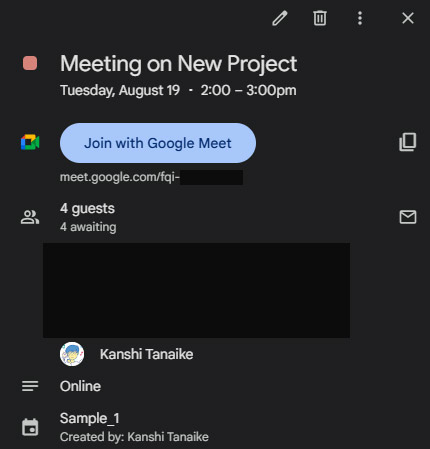 Meeting on New Project
Tuesday, August 19 · 2:00 – 3:00pm
Join with Google Meet
meet.google.com/fqi-
4 guests
4 awaiting
Kanshi Tanaike
Online
Sample_1
Created by: Kanshi Tanaike